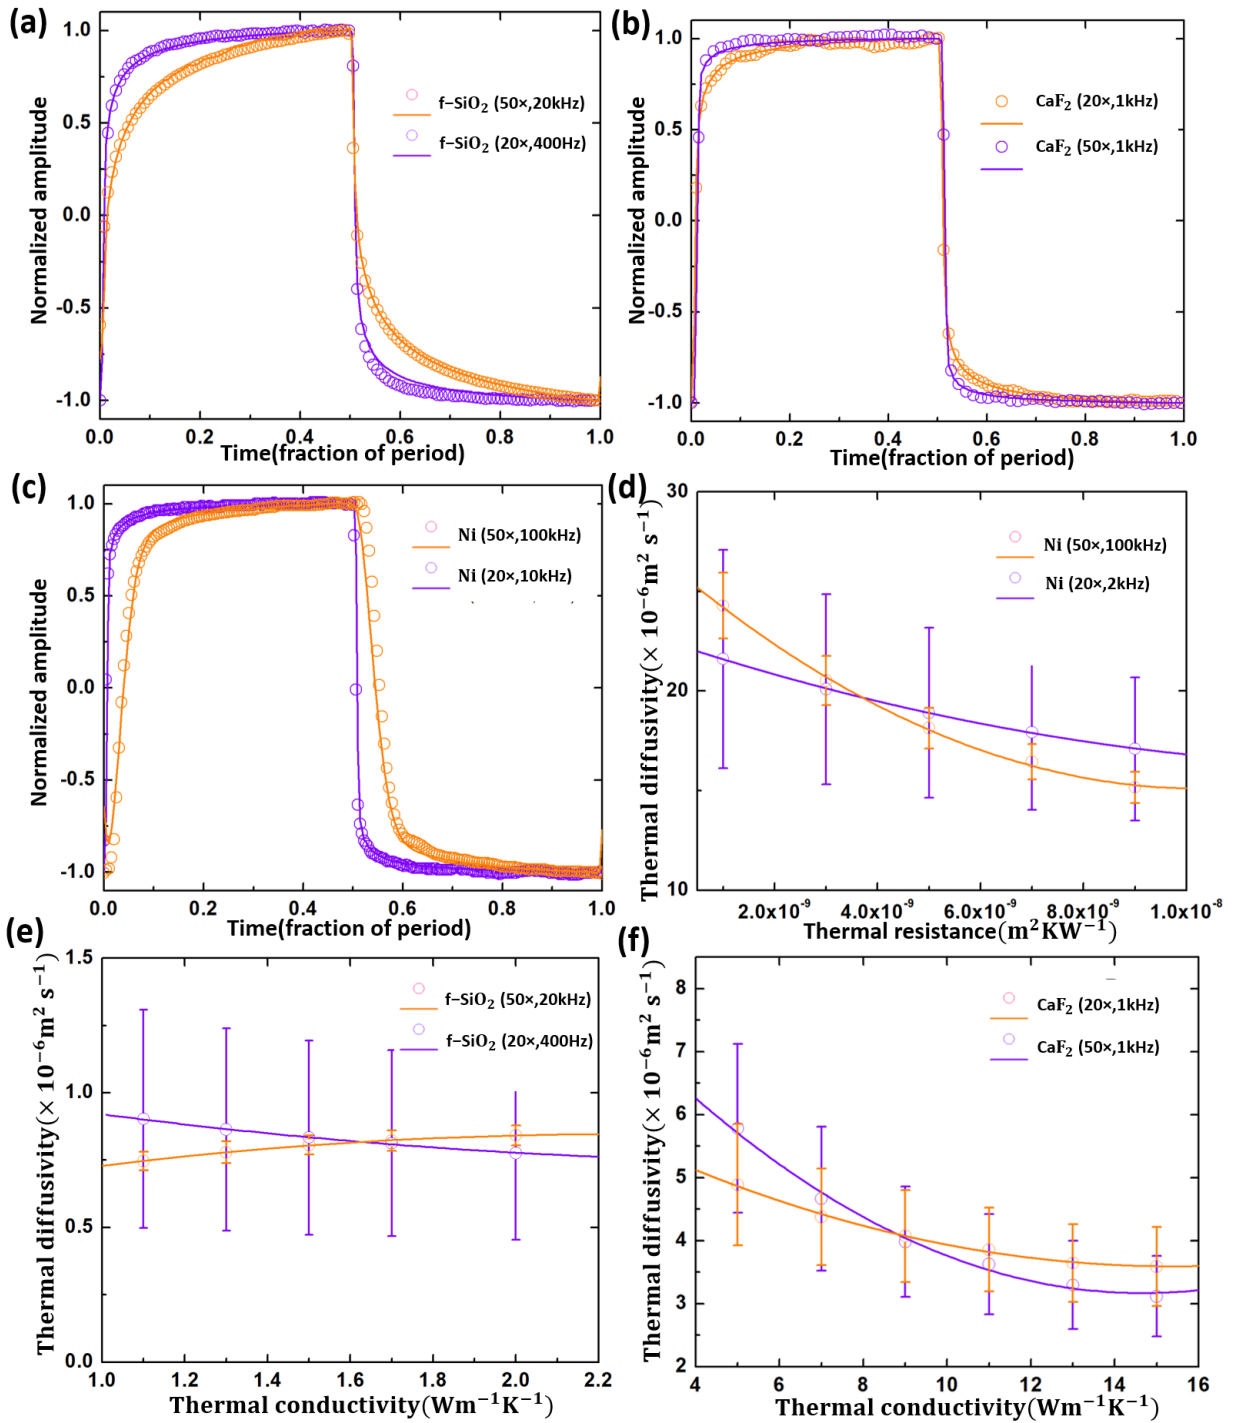 (a)
1.0
0.5
0.0
-0.5
-1.0
Normalized amplitude
f−SiO₂ (50×,20kHz)
f−SiO₂ (20×,400Hz)
0.0 0.2 0.4 0.6 0.8 1.0
Time(fraction of period)
(b)
1.0
0.5
0.0
-0.5
-1.0
Normalized amplitude
CaF₂ (20×,1kHz)
CaF₂ (50×,1kHz)
0.0 0.2 0.4 0.6 0.8 1.0
Time(fraction of period)
(c)
1.0
0.5
0.0
-0.5
-1.0
Normalized amplitude
Ni (50×,100kHz)
Ni (20×,10kHz)
0.0 0.2 0.4 0.6 0.8 1.0
Time(fraction of period)
(d)
30
20
10
Thermal diffusivity(× 10⁻⁶m² s⁻¹)
Ni (50×,100kHz)
Ni (20×,2kHz)
2.0x10⁻⁹ 4.0x10⁻⁹ 6.0x10⁻⁹ 8.0x10⁻⁹ 1.0x10⁻⁸
Thermal resistance(m²KW⁻¹)
(e)
1.5
1.0
0.5
0.0
Thermal diffusivity(× 10⁻⁶m² s⁻¹)
f−SiO₂ (50×,20kHz)
f−SiO₂ (20×,400Hz)
1.0 1.2 1.4 1.6 1.8 2.0 2.2
Thermal conductivity(Wm⁻¹K⁻¹)
(f)
8
7
6
5
4
3
2
Thermal diffusivity(× 10⁻⁶m² s⁻¹)
CaF₂ (20×,1kHz)
CaF₂ (50×,1kHz)
4 6 8 10 12 14 16
Thermal conductivity(Wm⁻¹K⁻¹)